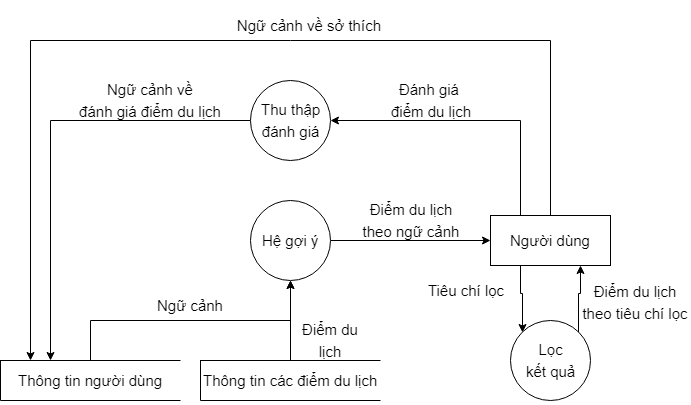 Ngữ cảnh về sở thích
Ngữ cảnh về
đánh giá điểm du lịch
Thu thập
đánh giá
Đánh giá
điểm du lịch
Hệ gợi ý
Điểm du lịch
theo ngữ cảnh
Người dùng
Tiêu chí lọc
Điểm du lịch
theo tiêu chí lọc
Ngữ cảnh
Điểm du
lịch
Lọc
kết quả
Thông tin người dùng
Thông tin các điểm du lịch